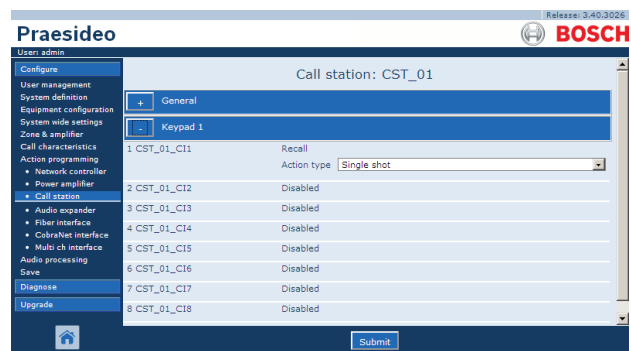 Release: 3.40.3026
Praesideo
BOSCH
User: admin
Configure
User management
System definition
Equipment configuration
System wide settings
Zone & amplifier
Call characteristics
Action programming
• Network controller
• Power amplifier
• Call station
• Audio expander
• Fiber interface
• CobraNet interface
• Multi ch interface
Audio processing
Save
Diagnose
Upgrade
Call station: CST_01
+ General
- Keypad 1
1 CST_01_CI1 Recall
Action type Single shot
2 CST_01_CI2 Disabled
3 CST_01_CI3 Disabled
4 CST_01_CI4 Disabled
5 CST_01_CI5 Disabled
6 CST_01_CI6 Disabled
7 CST_01_CI7 Disabled
8 CST_01_CI8 Disabled
Submit